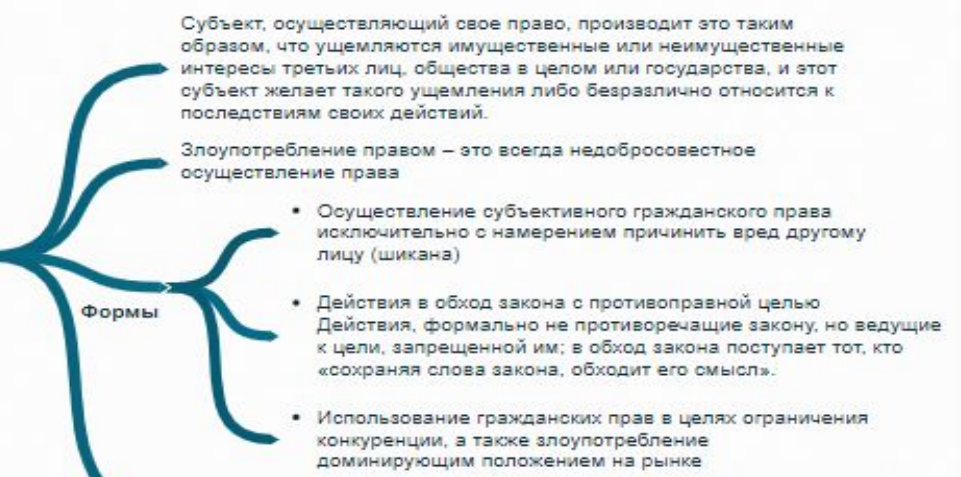 Субъект, осуществляющий свое право, производит это таким
образом, что ущемляются имущественные или неимущественные
интересы третьих лиц, общества в целом или государства, и этот
субъект желает такого ущемления либо безразлично относится к
последствиям своих действий.
Злоупотребление правом – это всегда недобросовестное
осуществление права
Формы
• Осуществление субъективного гражданского права
исключительно с намерением причинить вред другому
лицу (шикана)
• Действия в обход закона с противоправной целью
Действия, формально не противоречащие закону, но ведущие
к цели, запрещенной им; в обход закона поступает тот, кто
«сохраняя слова закона, обходит его смысл».
• Использование гражданских прав в целях ограничения
конкуренции, а также злоупотребление
доминирующим положением на рынке